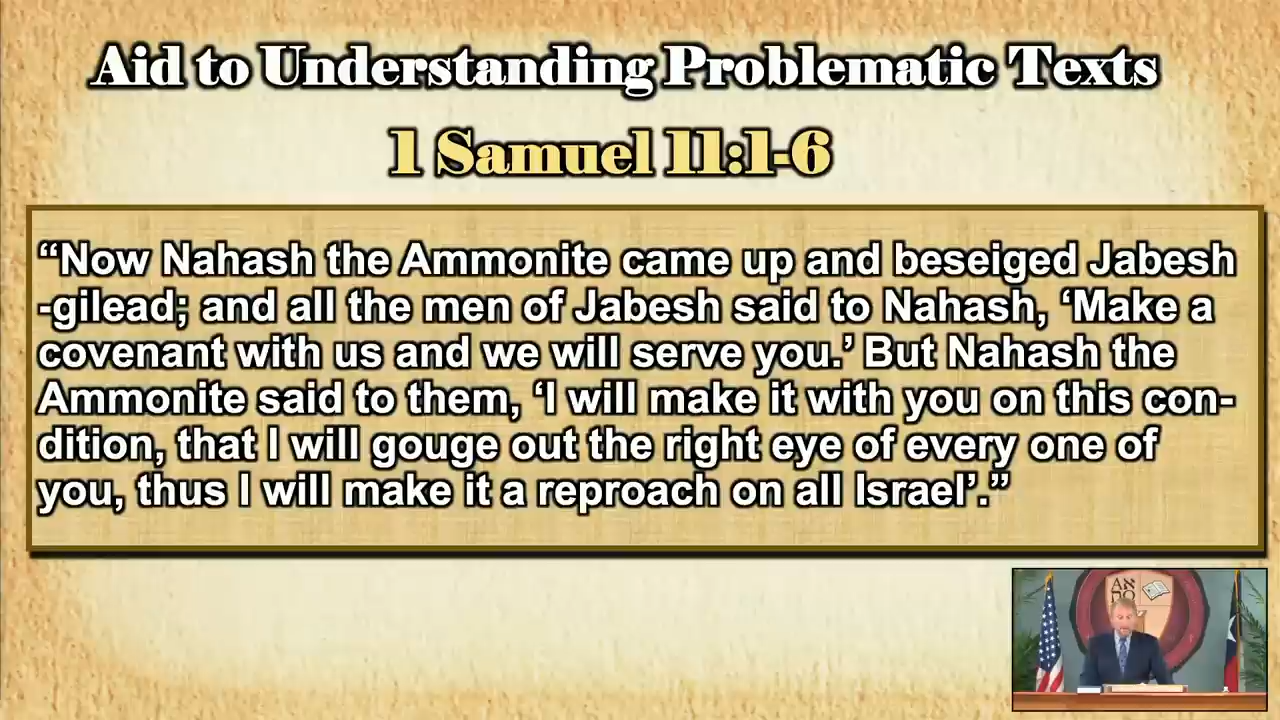 Aid to Understanding Problematic Texts
1 Samuel 11:1-6
“Now Nahash the Ammonite came up and beseiged Jabesh
-gilead; and all the men of Jabesh said to Nahash, ‘Make a
covenant with us and we will serve you.’ But Nahash the
Ammonite said to them, ‘I will make it with you on this con-
dition, that I will gouge out the right eye of every one of
you, thus I will make it a reproach on all Israel’.”